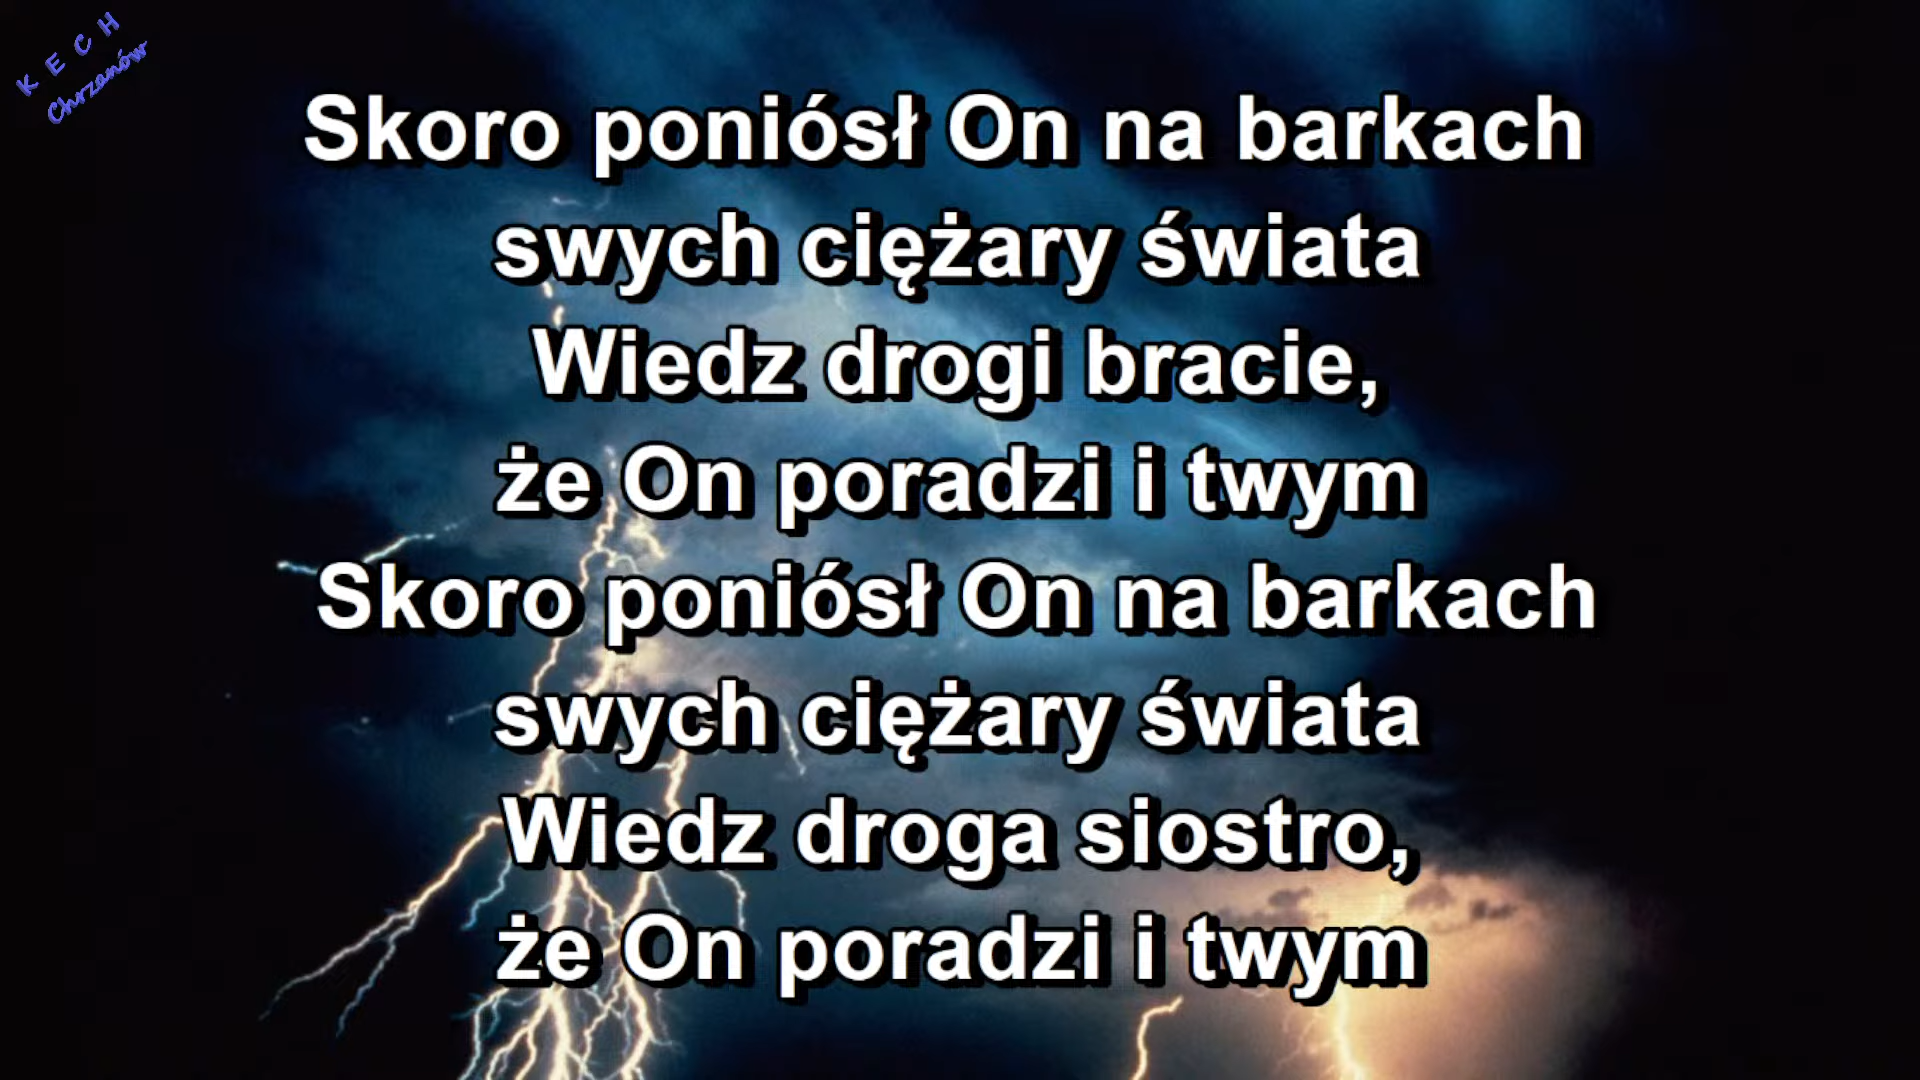 K E C H
Chrzanów
Skoro poniósł On na barkach
swych ciężary świata
Wiedz drogi bracie,
że On poradzi i twym
Skoro poniósł On na barkach
swych ciężary świata
Wiedz droga siostro,
że On poradzi i twym